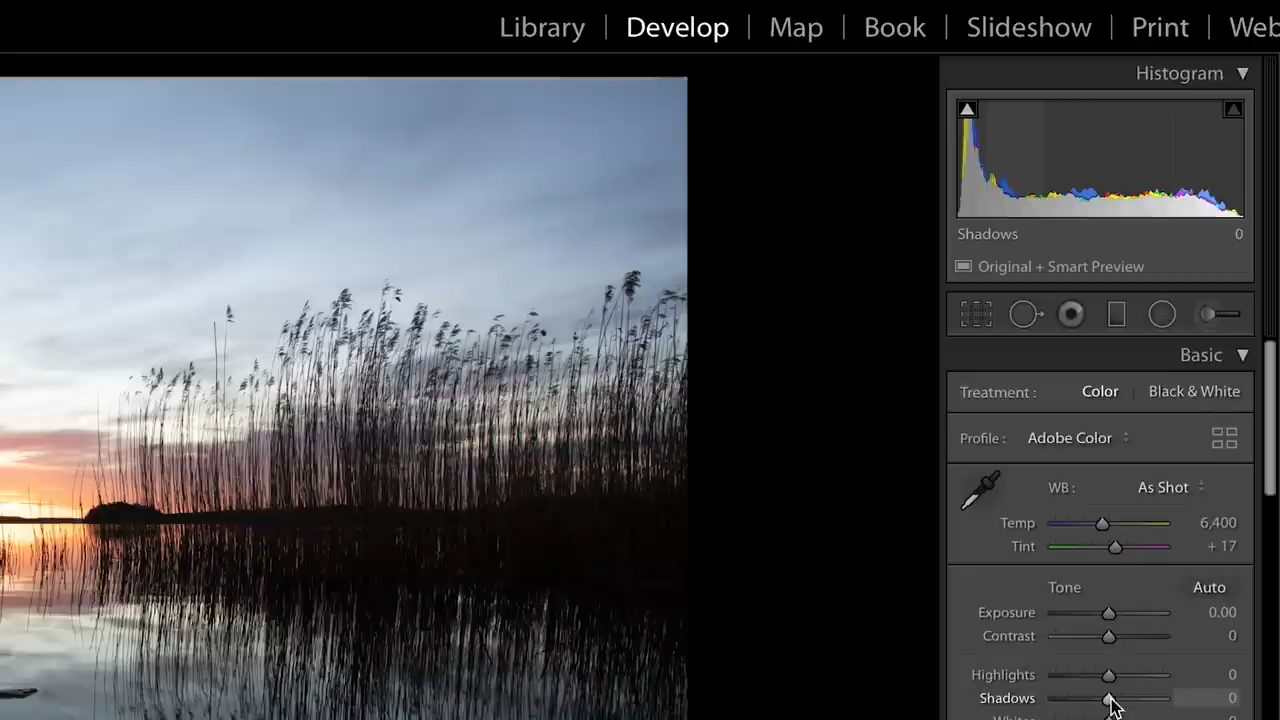 Library | Develop | Map | Book | Slideshow | Print | Web
Histogram
Shadows 0
Original + Smart Preview
Basic
Treatment : Color | Black & White
Profile : Adobe Color
WB : As Shot
Temp 6,400
Tint + 17
Tone Auto
Exposure 0.00
Contrast 0
Highlights 0
Shadows 0